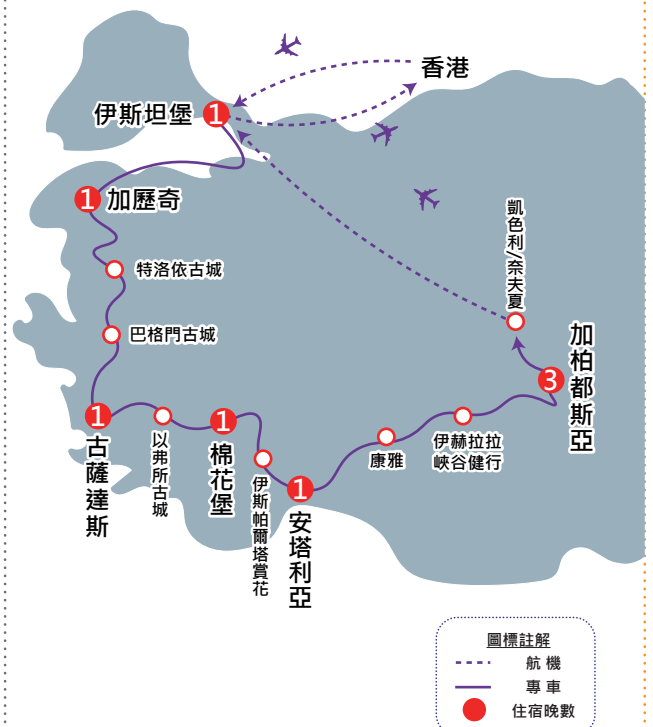 香港
伊斯坦堡
1
1
加歷奇
特洛依古城
巴格門古城
1
古薩達斯
以弗所古城
1
棉花堡
伊斯帕爾塔賞花
1
安塔利亞
康雅
伊赫拉拉
峽谷健行
3
加柏都斯亞
凱色利/奈夫夏
圖標註解
航機
專車
住宿晚數